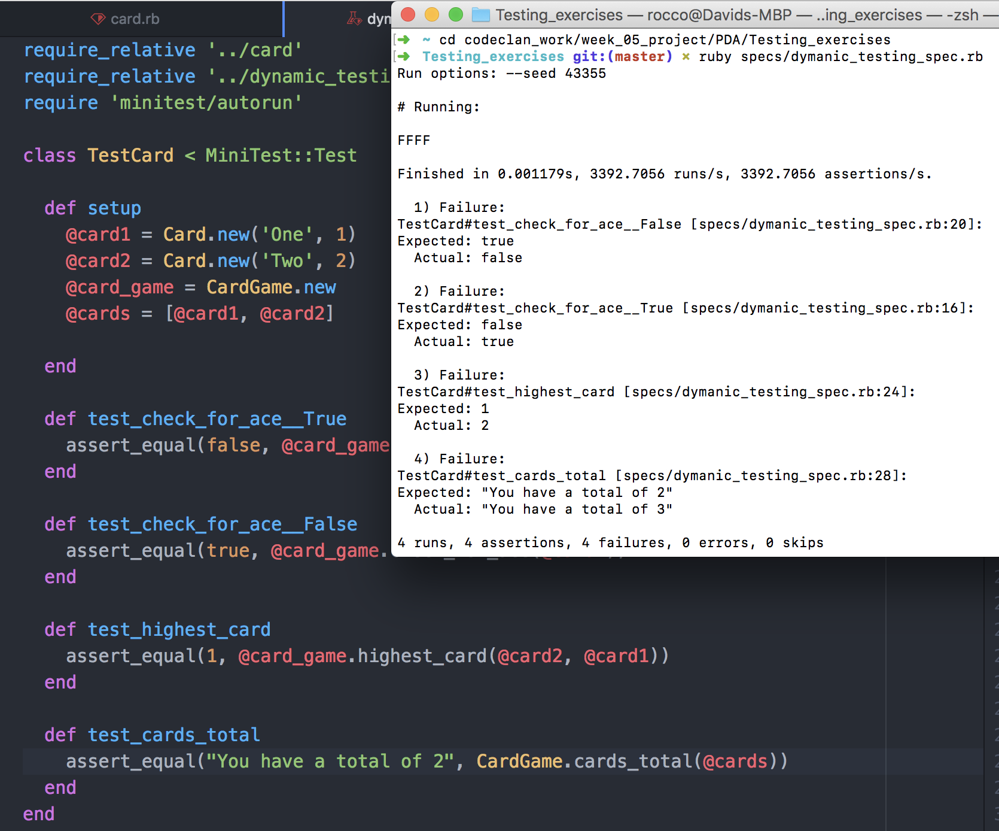 card.rb
dyn
require_relative '../card'
require_relative '../dynamic_testi
require 'minitest/autorun'
class TestCard < MiniTest::Test
def setup
@card1 = Card.new('One', 1)
@card2 = Card.new('Two', 2)
@card_game = CardGame.new
@cards = [@card1, @card2]
end
def test_check_for_ace__True
assert_equal(false, @card_game
end
def test_check_for_ace__False
assert_equal(true, @card_game.
end
def test_highest_card
assert_equal(1, @card_game.highest_card(@card2, @card1))
end
def test_cards_total
assert_equal("You have a total of 2", CardGame.cards_total(@cards))
end
end
Testing_exercises — rocco@Davids-MBP — ..ing_exercises — -zsh —
[➜ ~ cd codeclan_work/week_05_project/PDA/Testing_exercises
[➜ Testing_exercises git:(master) × ruby specs/dymanic_testing_spec.rb
Run options: --seed 43355
# Running:
FFFF
Finished in 0.001179s, 3392.7056 runs/s, 3392.7056 assertions/s.
1) Failure:
TestCard#test_check_for_ace__False [specs/dymanic_testing_spec.rb:20]:
Expected: true
Actual: false
2) Failure:
TestCard#test_check_for_ace__True [specs/dymanic_testing_spec.rb:16]:
Expected: false
Actual: true
3) Failure:
TestCard#test_highest_card [specs/dymanic_testing_spec.rb:24]:
Expected: 1
Actual: 2
4) Failure:
TestCard#test_cards_total [specs/dymanic_testing_spec.rb:28]:
Expected: "You have a total of 2"
Actual: "You have a total of 3"
4 runs, 4 assertions, 4 failures, 0 errors, 0 skips